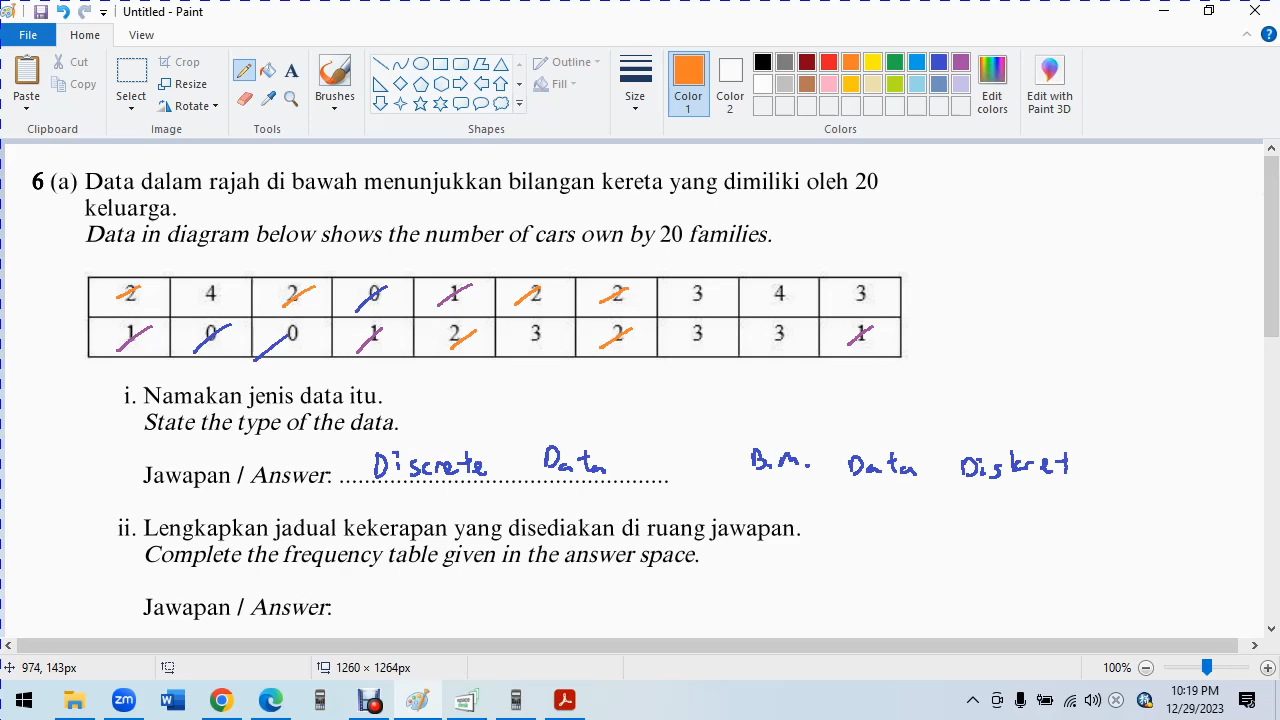 Untitled - Paint
File Home View
Paste Cut Copy Clipboard
Select Crop Resize Rotate Image
Tools
Brushes
Outline Fill Shapes
Size
Color 1 Color 2 Edit colors Colors
Edit with Paint 3D
6 (a) Data dalam rajah di bawah menunjukkan bilangan kereta yang dimiliki oleh 20
keluarga.
Data in diagram below shows the number of cars own by 20 families.
2 4 2 0 1 2 2 3 4 3
1 0 0 1 2 3 2 3 3 1
i. Namakan jenis data itu.
State the type of the data.
Jawapan / Answer: .................................................... Discrete Data B.M. Data Diskret
ii. Lengkapkan jadual kekerapan yang disediakan di ruang jawapan.
Complete the frequency table given in the answer space.
Jawapan / Answer:
974, 143px 1260 × 1264px 100%
zm W 10:19 PM
12/29/2023